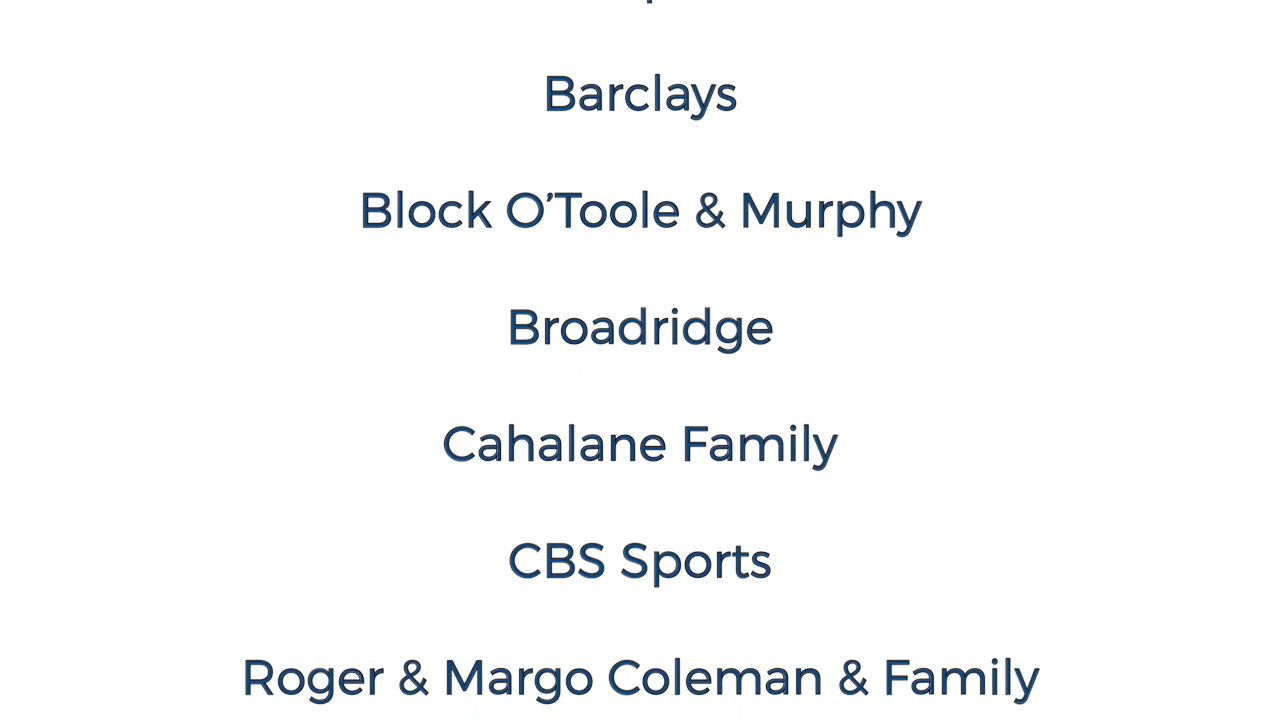 Barclays
Block O’Toole & Murphy
Broadridge
Cahalane Family
CBS Sports
Roger & Margo Coleman & Family